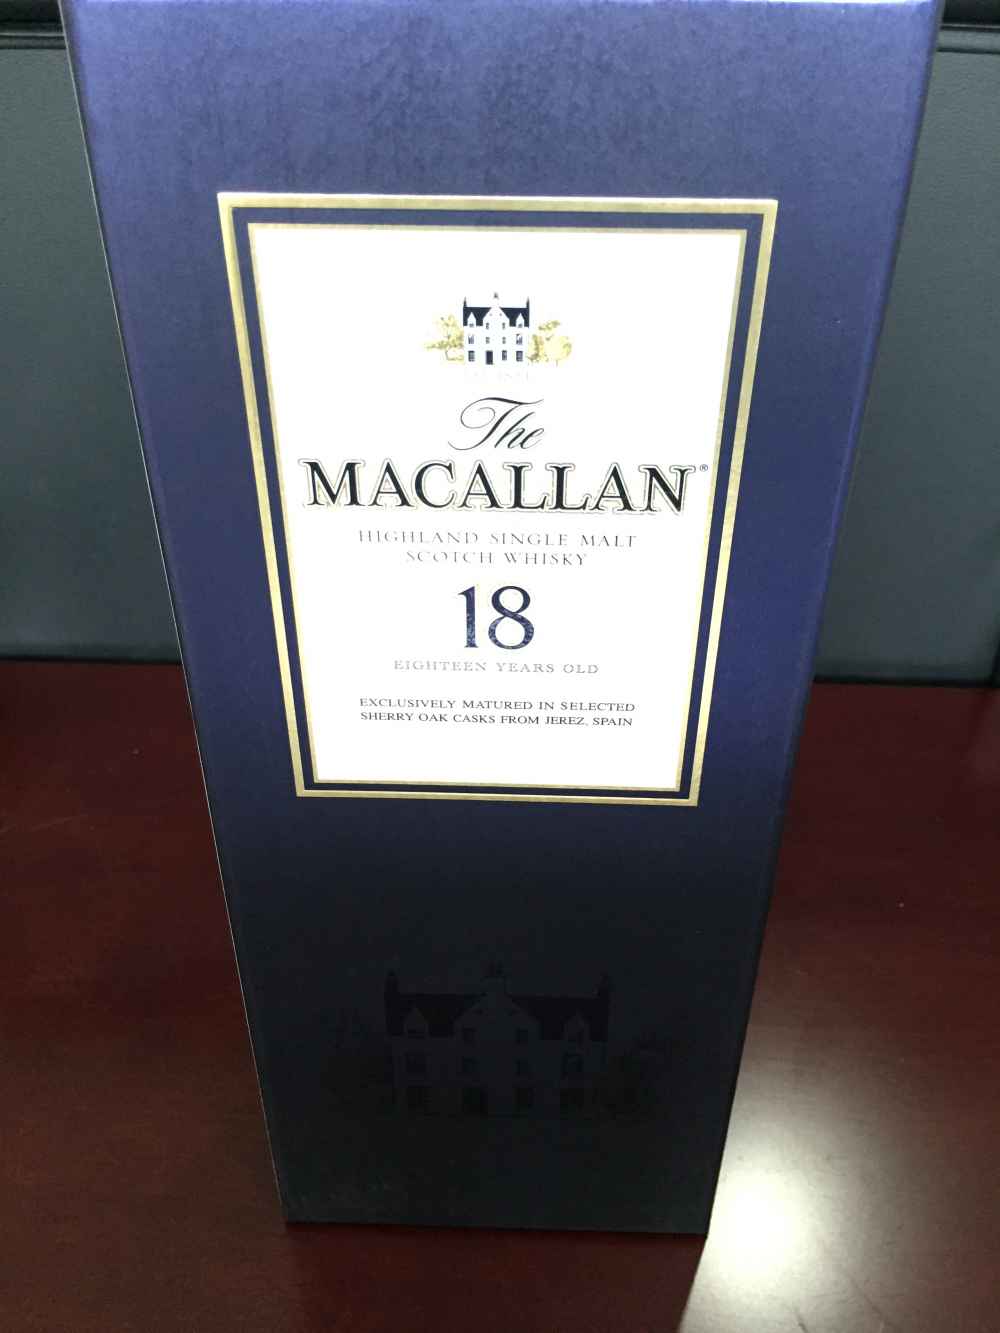 The
MACALLAN®
HIGHLAND SINGLE MALT
SCOTCH WHISKY
18
EIGHTEEN YEARS OLD
EXCLUSIVELY MATURED IN SELECTED
SHERRY OAK CASKS FROM JEREZ, SPAIN